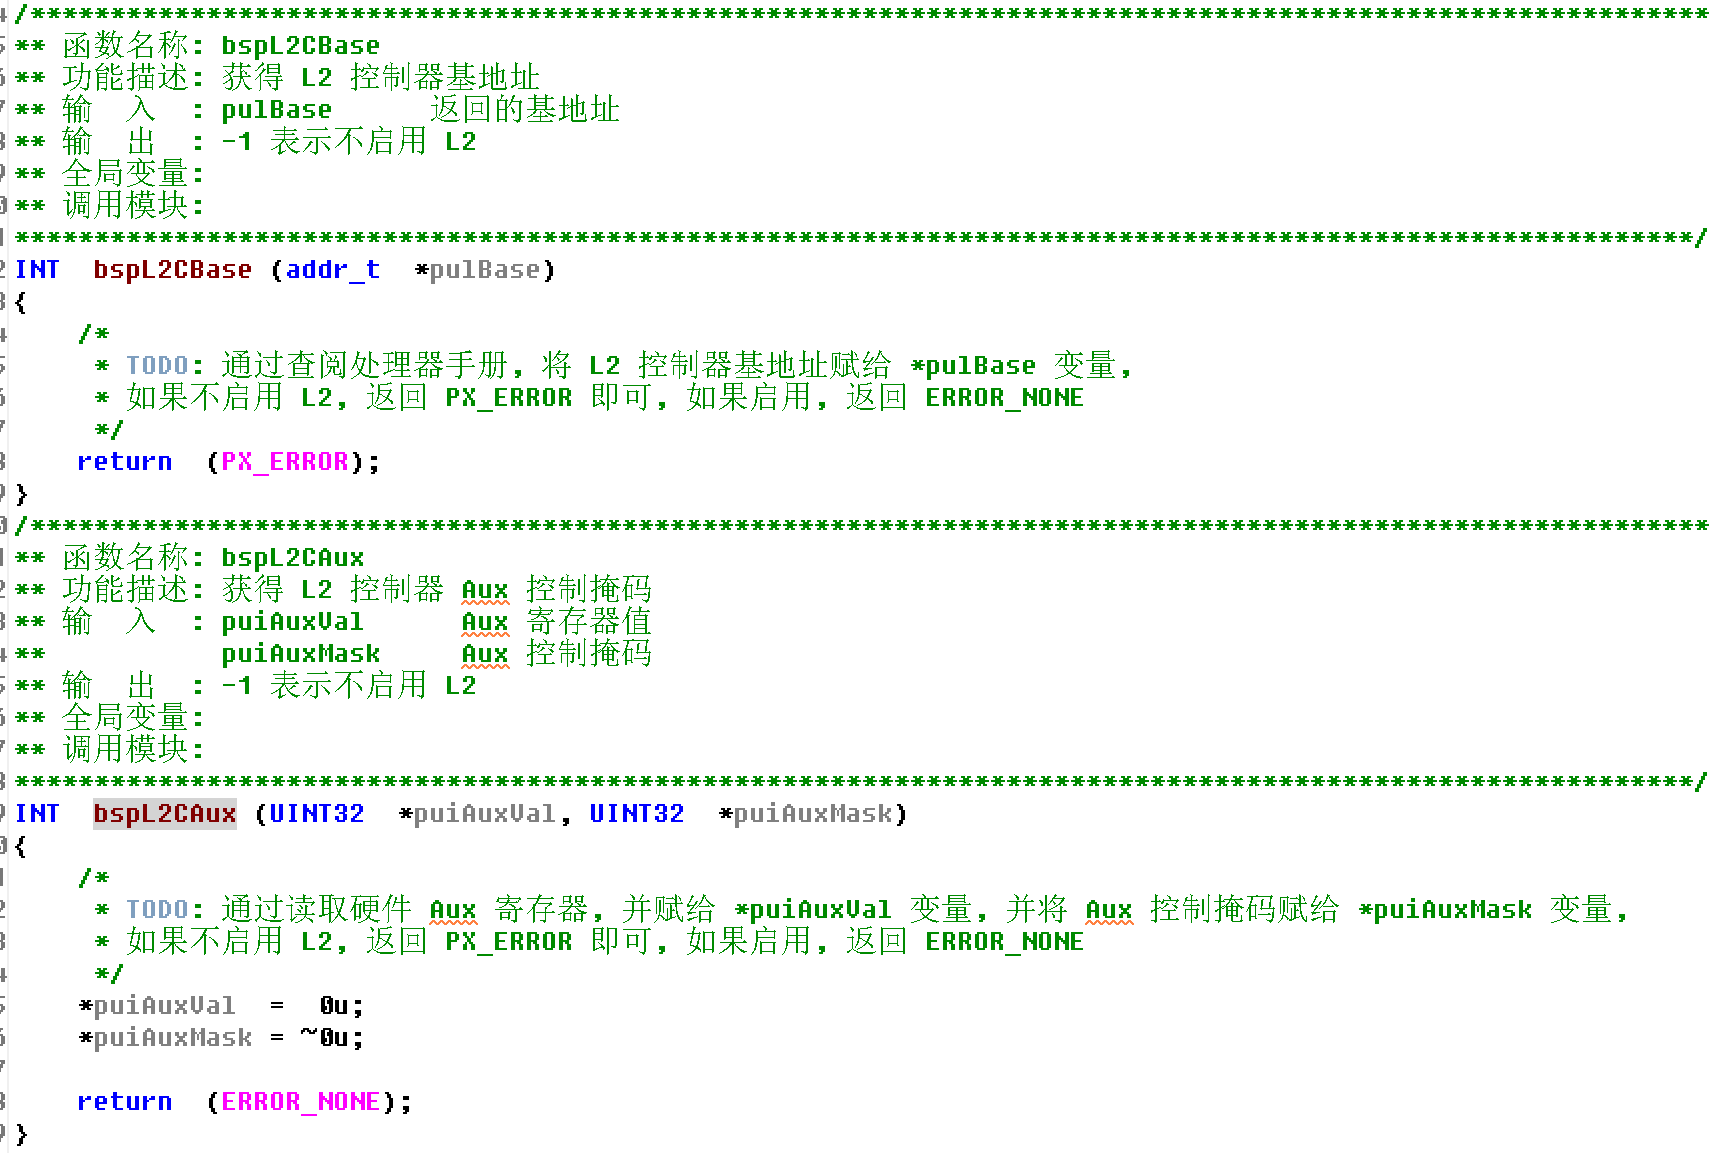 /**********************************************************************************************************
** 函数名称: bspL2CBase
** 功能描述: 获得 L2 控制器基地址
** 输  入  : pulBase      返回的基地址
** 输  出  : -1 表示不启用 L2
** 全局变量:
** 调用模块:
*********************************************************************************************************/
INT  bspL2CBase (addr_t  *pulBase)
{
    /*
     * TODO: 通过查阅处理器手册, 将 L2 控制器基地址赋给 *pulBase 变量,
     * 如果不启用 L2, 返回 PX_ERROR 即可, 如果启用, 返回 ERROR_NONE
     */
    return  (PX_ERROR);
}
/**********************************************************************************************************
** 函数名称: bspL2CAux
** 功能描述: 获得 L2 控制器 Aux 控制掩码
** 输  入  : puiAuxVal      Aux 寄存器值
**           puiAuxMask     Aux 控制掩码
** 输  出  : -1 表示不启用 L2
** 全局变量:
** 调用模块:
*********************************************************************************************************/
INT  bspL2CAux (UINT32  *puiAuxVal, UINT32  *puiAuxMask)
{
    /*
     * TODO: 通过读取硬件 Aux 寄存器, 并赋给 *puiAuxVal 变量, 并将 Aux 控制掩码赋给 *puiAuxMask 变量,
     * 如果不启用 L2, 返回 PX_ERROR 即可, 如果启用, 返回 ERROR_NONE
     */
    *puiAuxVal  =  0u;
    *puiAuxMask = ~0u;
    return  (ERROR_NONE);
}